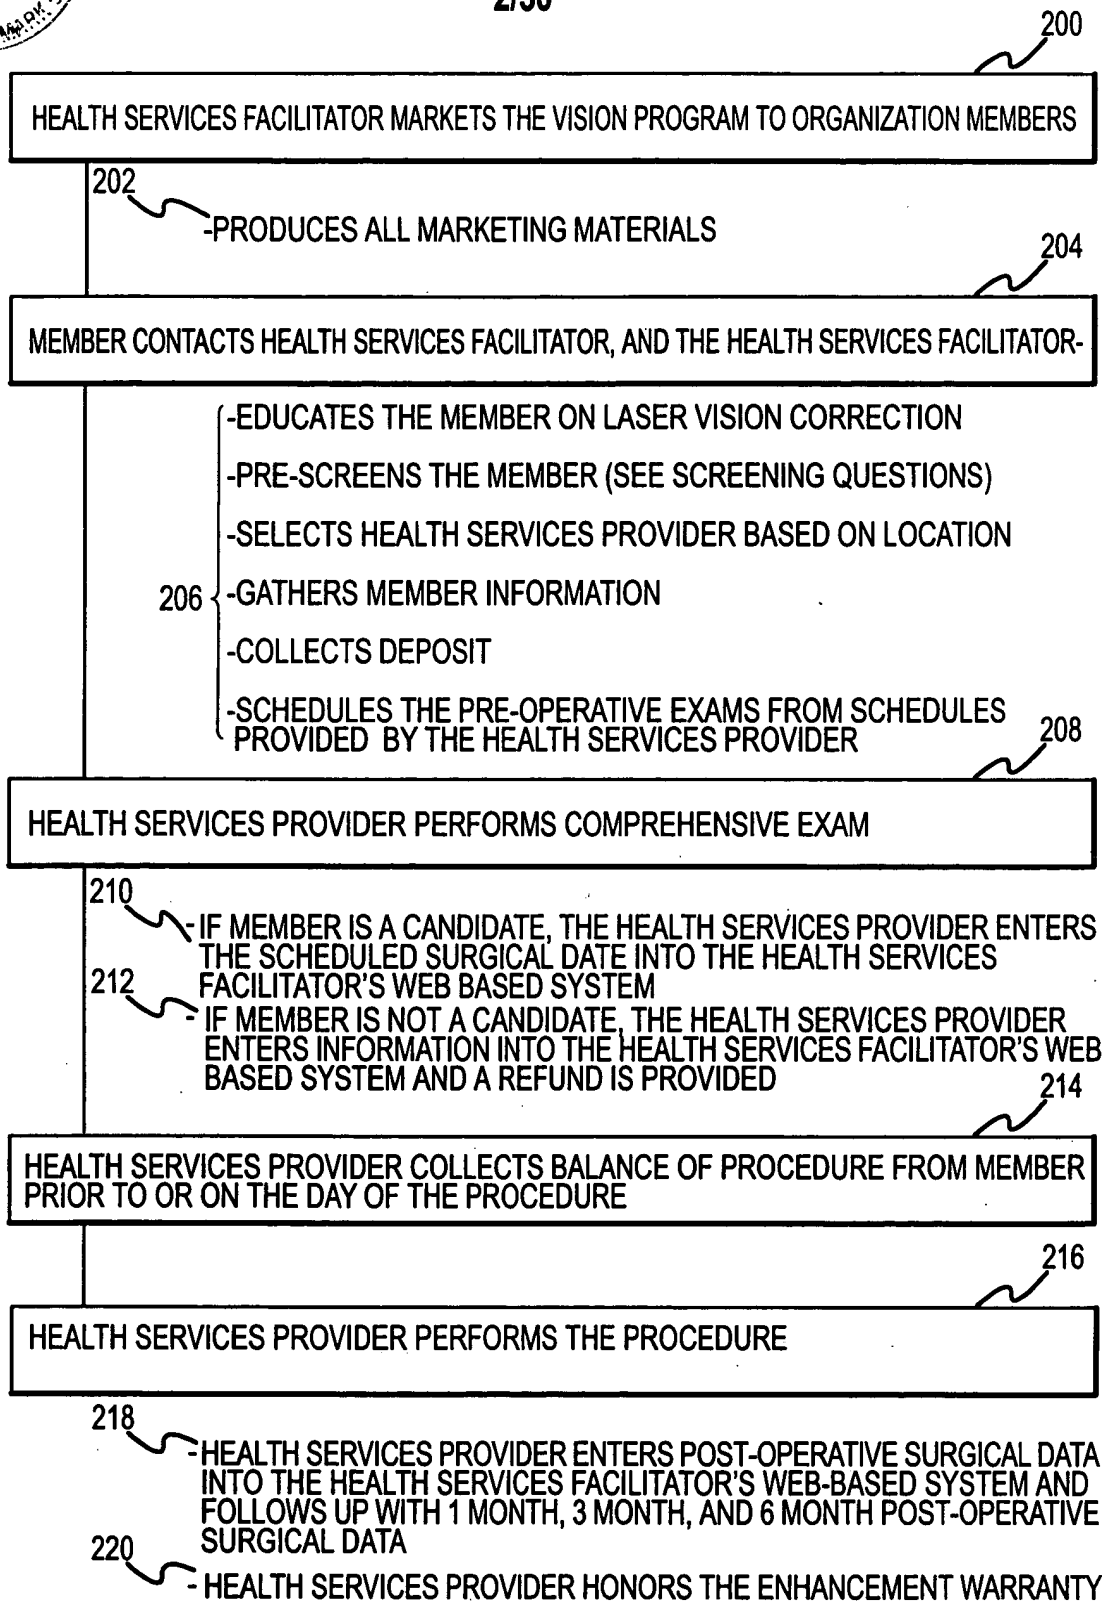 2/30
200
HEALTH SERVICES FACILITATOR MARKETS THE VISION PROGRAM TO ORGANIZATION MEMBERS
202
-PRODUCES ALL MARKETING MATERIALS
204
MEMBER CONTACTS HEALTH SERVICES FACILITATOR, AND THE HEALTH SERVICES FACILITATOR-
206
-EDUCATES THE MEMBER ON LASER VISION CORRECTION
-PRE-SCREENS THE MEMBER (SEE SCREENING QUESTIONS)
-SELECTS HEALTH SERVICES PROVIDER BASED ON LOCATION
-GATHERS MEMBER INFORMATION
-COLLECTS DEPOSIT
-SCHEDULES THE PRE-OPERATIVE EXAMS FROM SCHEDULES
PROVIDED BY THE HEALTH SERVICES PROVIDER
208
HEALTH SERVICES PROVIDER PERFORMS COMPREHENSIVE EXAM
210
- IF MEMBER IS A CANDIDATE, THE HEALTH SERVICES PROVIDER ENTERS
THE SCHEDULED SURGICAL DATE INTO THE HEALTH SERVICES
FACILITATOR'S WEB BASED SYSTEM
212
- IF MEMBER IS NOT A CANDIDATE, THE HEALTH SERVICES PROVIDER
ENTERS INFORMATION INTO THE HEALTH SERVICES FACILITATOR'S WEB
BASED SYSTEM AND A REFUND IS PROVIDED
214
HEALTH SERVICES PROVIDER COLLECTS BALANCE OF PROCEDURE FROM MEMBER
PRIOR TO OR ON THE DAY OF THE PROCEDURE
216
HEALTH SERVICES PROVIDER PERFORMS THE PROCEDURE
218
- HEALTH SERVICES PROVIDER ENTERS POST-OPERATIVE SURGICAL DATA
INTO THE HEALTH SERVICES FACILITATOR'S WEB-BASED SYSTEM AND
FOLLOWS UP WITH 1 MONTH, 3 MONTH, AND 6 MONTH POST-OPERATIVE
SURGICAL DATA
220
- HEALTH SERVICES PROVIDER HONORS THE ENHANCEMENT WARRANTY